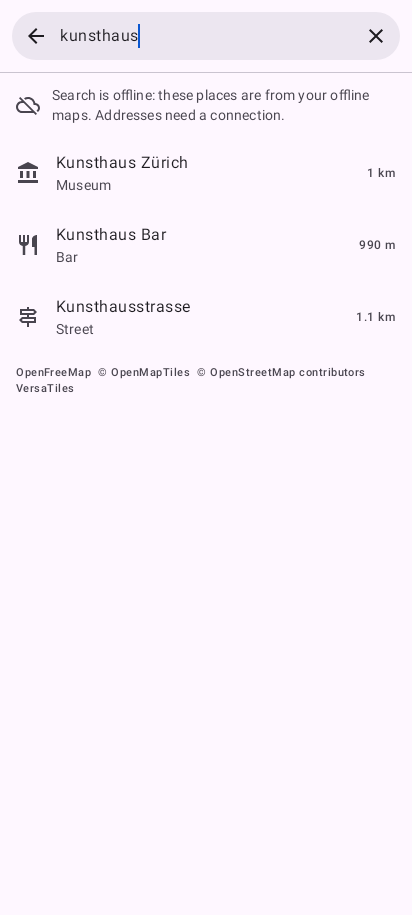 kunsthaus
Search is offline: these places are from your offline
maps. Addresses need a connection.
Kunsthaus Zürich
Museum
1 km
Kunsthaus Bar
Bar
990 m
Kunsthausstrasse
Street
1.1 km
OpenFreeMap © OpenMapTiles © OpenStreetMap contributors
VersaTiles